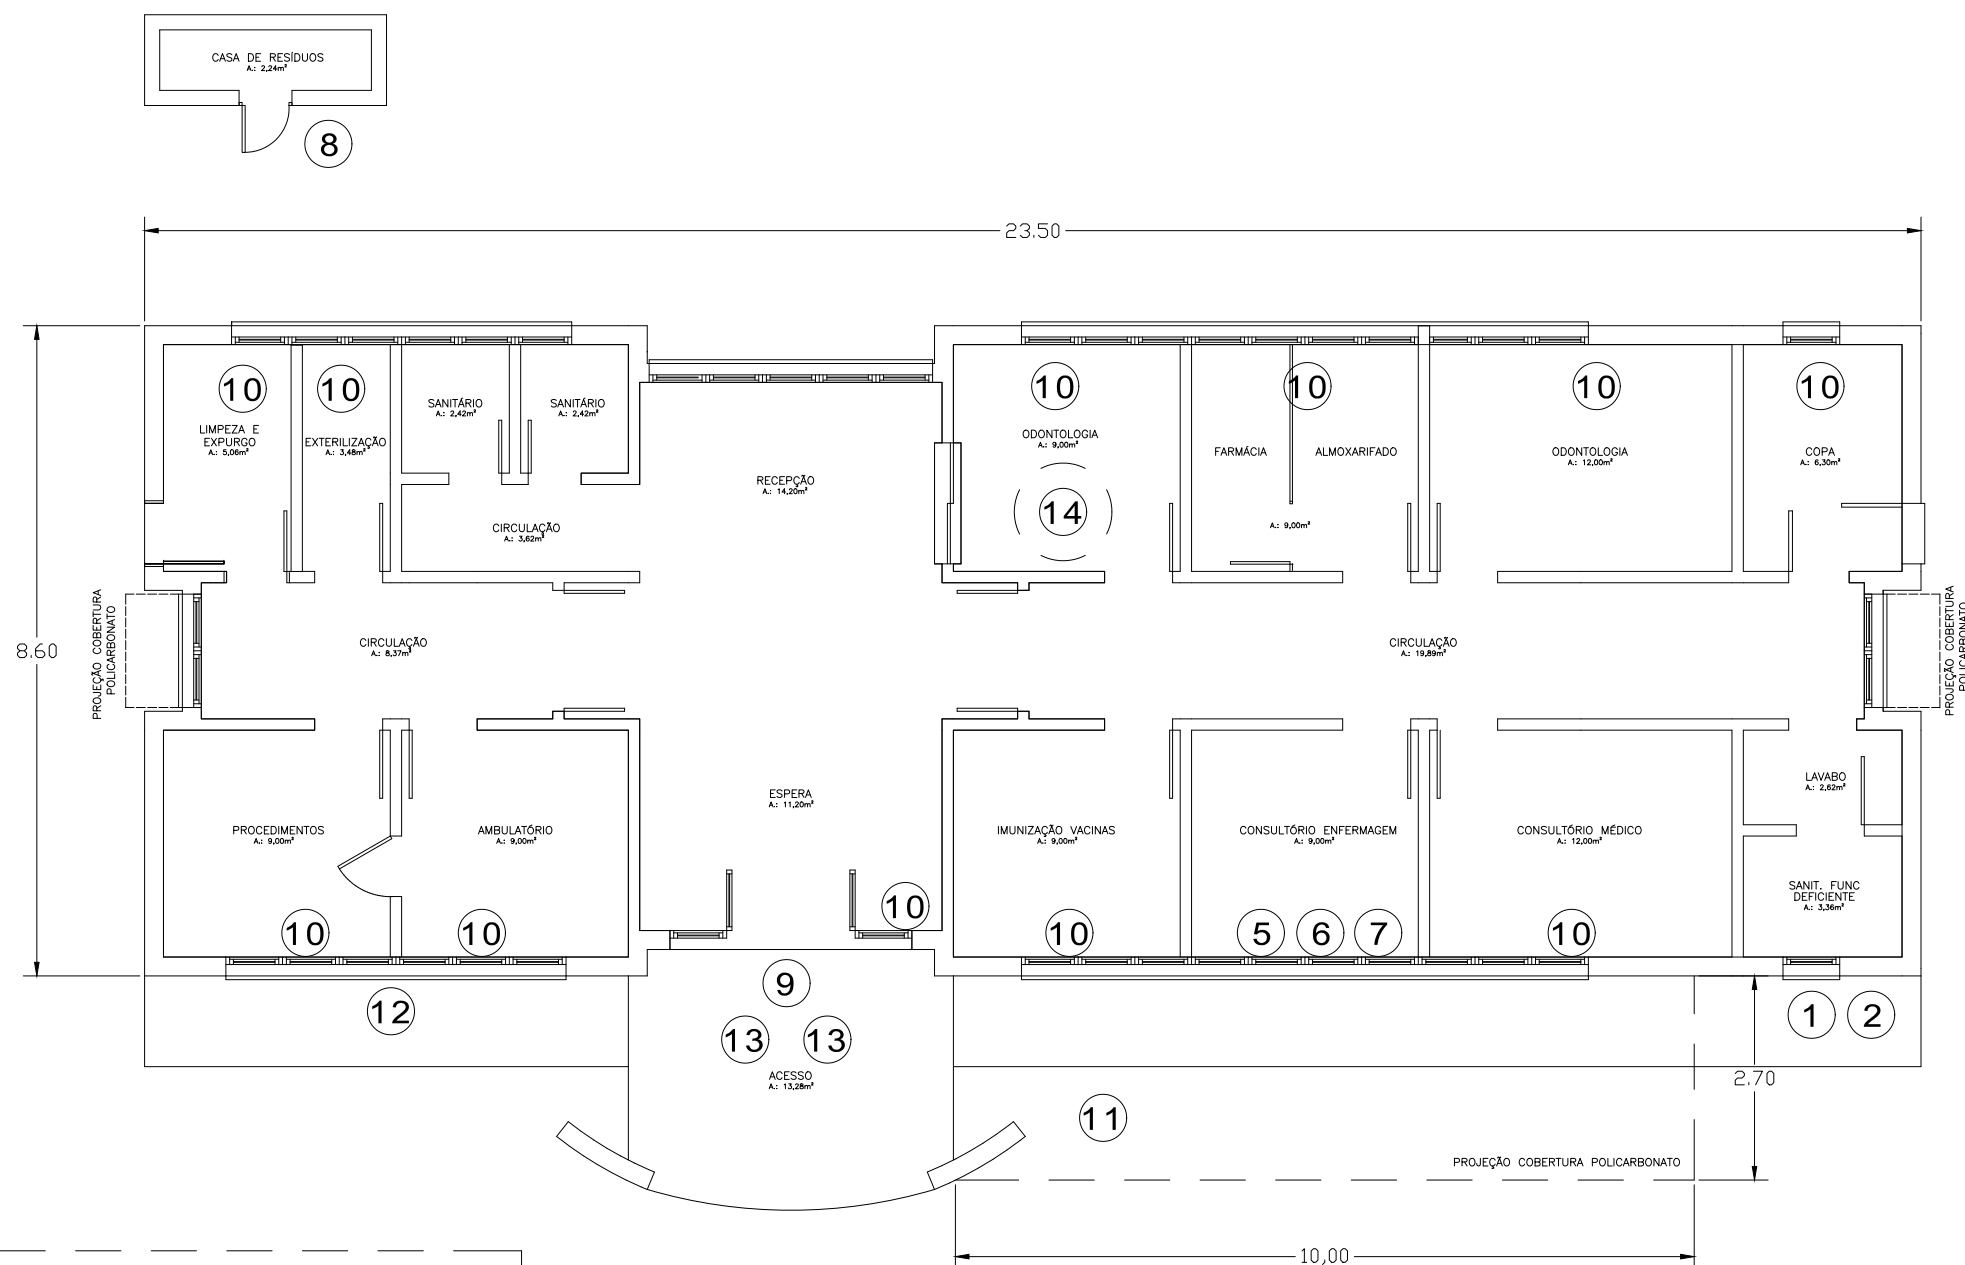 CASA DE RESÍDUOS
A.: 2,24m²
8
23.50
8.60
10
10
10
10
10
10
LIMPEZA E
EXPURGO
A.: 5,06m²
EXTERILIZAÇÃO
A.: 3,48m²
SANITÁRIO
A.: 2,42m²
SANITÁRIO
A.: 2,42m²
CIRCULAÇÃO
A.: 3,62m²
RECEPÇÃO
A.: 14,20m²
ODONTOLOGIA
A.: 9,00m²
14
FARMÁCIA
ALMOXARIFADO
A.: 9,00m²
ODONTOLOGIA
A.: 12,00m²
COPA
A.: 6,30m²
PROJEÇÃO COBERTURA
POLICARBONATO
CIRCULAÇÃO
A.: 8,37m²
CIRCULAÇÃO
A.: 19,89m²
PROJEÇÃO COBERTURA
POLICARBONATO
PROCEDIMENTOS
A.: 9,00m²
AMBULATÓRIO
A.: 9,00m²
ESPERA
A.: 11,20m²
IMUNIZAÇÃO VACINAS
A.: 9,00m²
CONSULTÓRIO ENFERMAGEM
A.: 9,00m²
CONSULTÓRIO MÉDICO
A.: 12,00m²
LAVABO
A.: 2,62m²
SANIT. FUNC
DEFICIENTE
A.: 3,36m²
10
10
10
10
5
6
7
10
9
12
13
13
1
2
ACESSO
A.: 13,28m²
11
2.70
PROJEÇÃO COBERTURA POLICARBONATO
10,00